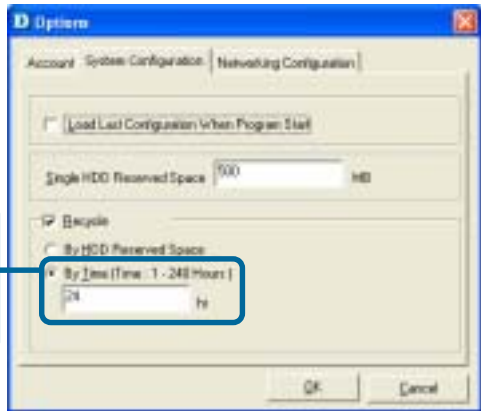 D Options
Account System Configuration Networking Configuration
Load Last Configuration When Program Start
Single HDD Reserved Space 500 MB
Recycle
By HDD Reserved Space
By Time (Time : 1 - 240 Hours )
24 hr
OK Cancel